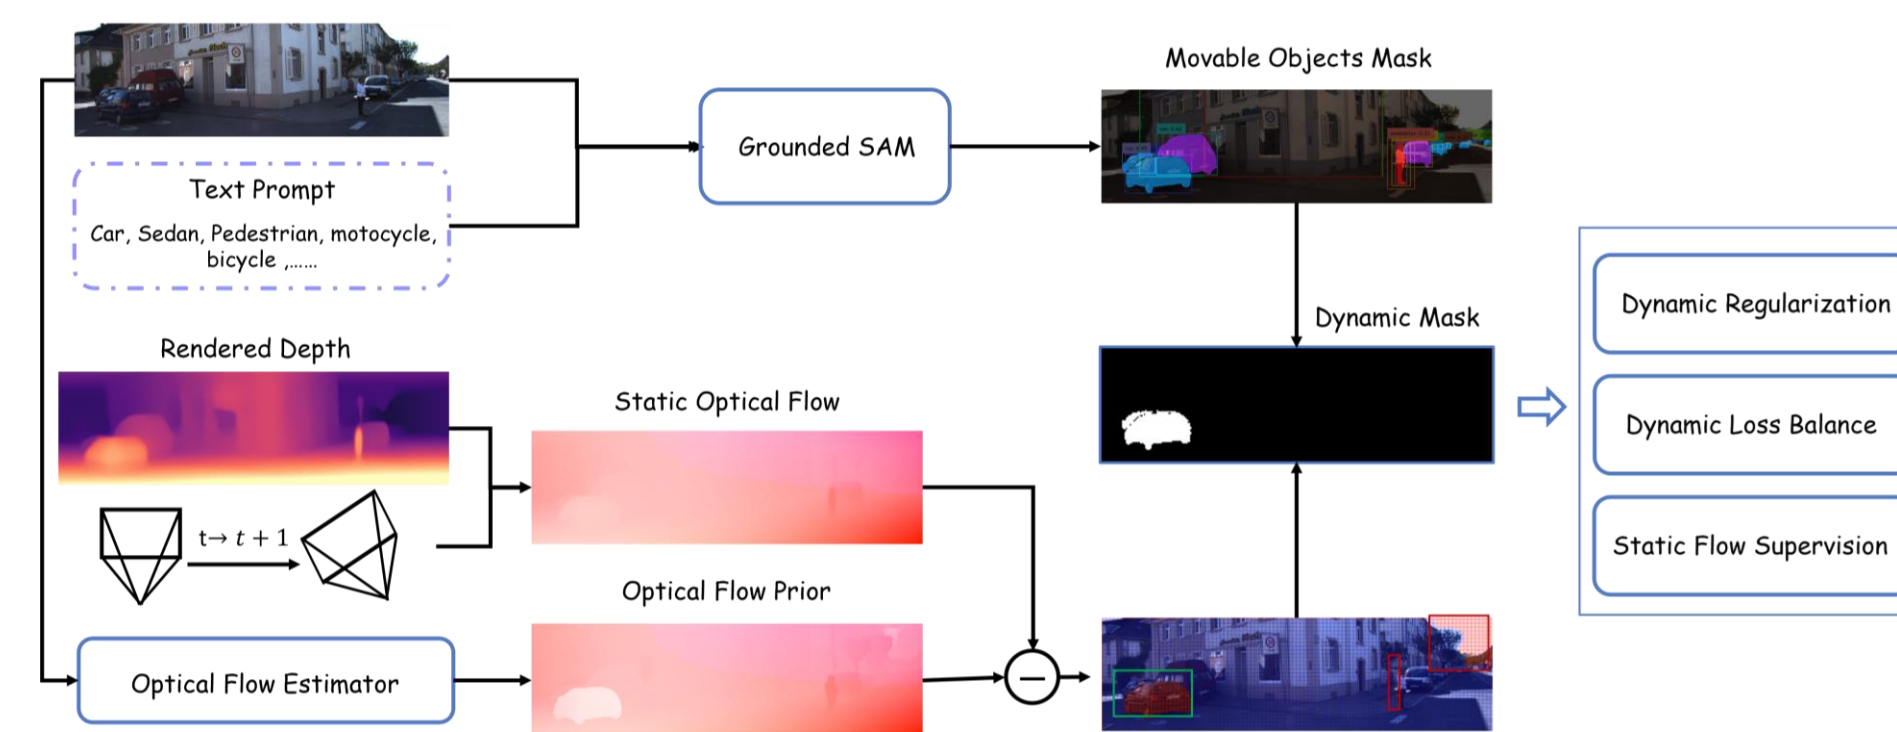 Movable Objects Mask
Grounded SAM
Text Prompt
Car, Sedan, Pedestrian, motocycle,
bicycle ,......
Dynamic Mask
Dynamic Regularization
Rendered Depth
Static Optical Flow
Dynamic Loss Balance
t→ t + 1
Static Flow Supervision
Optical Flow Prior
Optical Flow Estimator